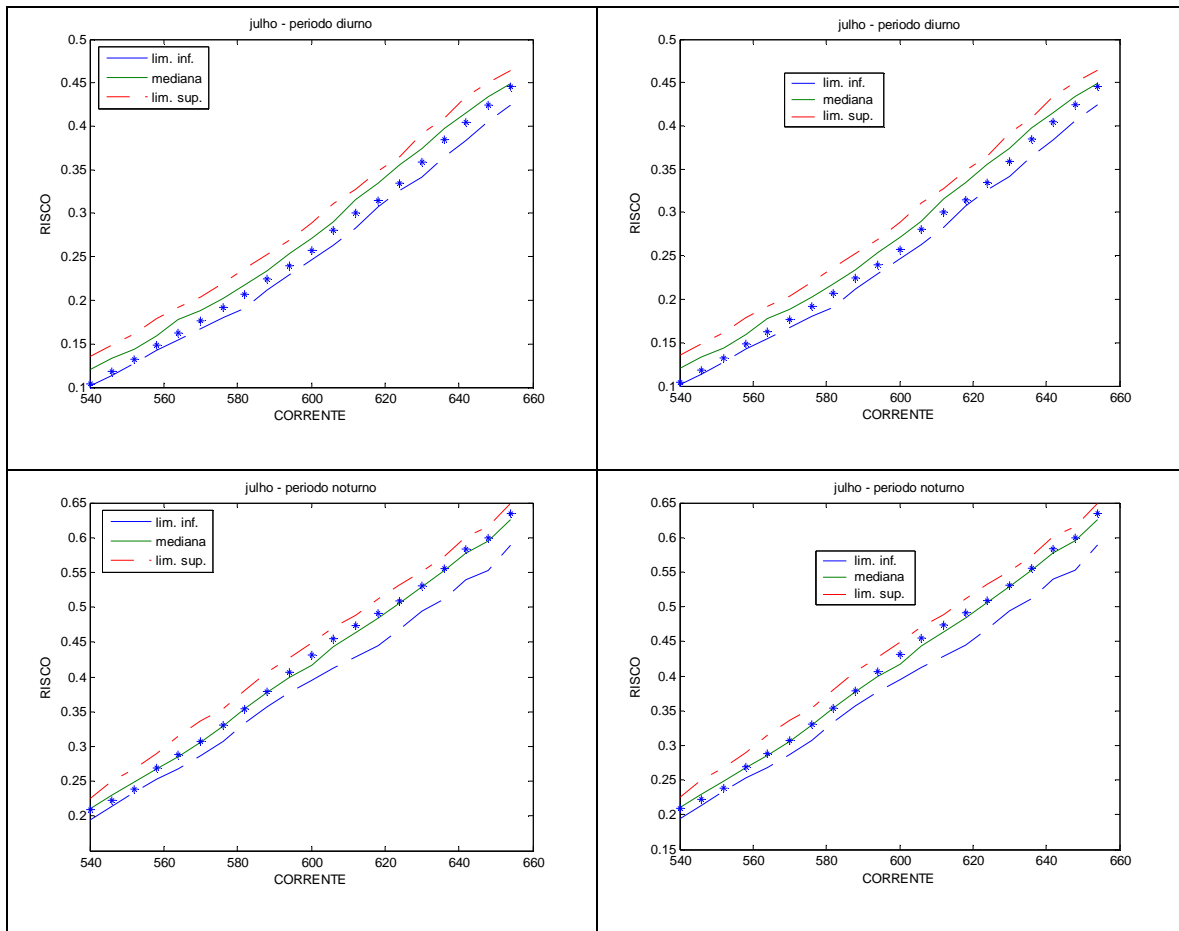 julho - periodo diurno
0.5
0.45
0.4
0.35
0.3
0.25
0.2
0.15
0.1
RISCO
lim. inf.
mediana
lim. sup.
540 560 580 600 620 640 660
CORRENTE
julho - periodo diurno
0.5
0.45
0.4
0.35
0.3
0.25
0.2
0.15
0.1
RISCO
lim. inf.
mediana
lim. sup.
540 560 580 600 620 640 660
CORRENTE
julho - periodo noturno
0.65
0.6
0.55
0.5
0.45
0.4
0.35
0.3
0.25
0.2
RISCO
lim. inf.
mediana
lim. sup.
540 560 580 600 620 640 660
CORRENTE
julho - periodo noturno
0.65
0.6
0.55
0.5
0.45
0.4
0.35
0.3
0.25
0.2
0.15
RISCO
lim. inf.
mediana
lim. sup.
540 560 580 600 620 640 660
CORRENTE